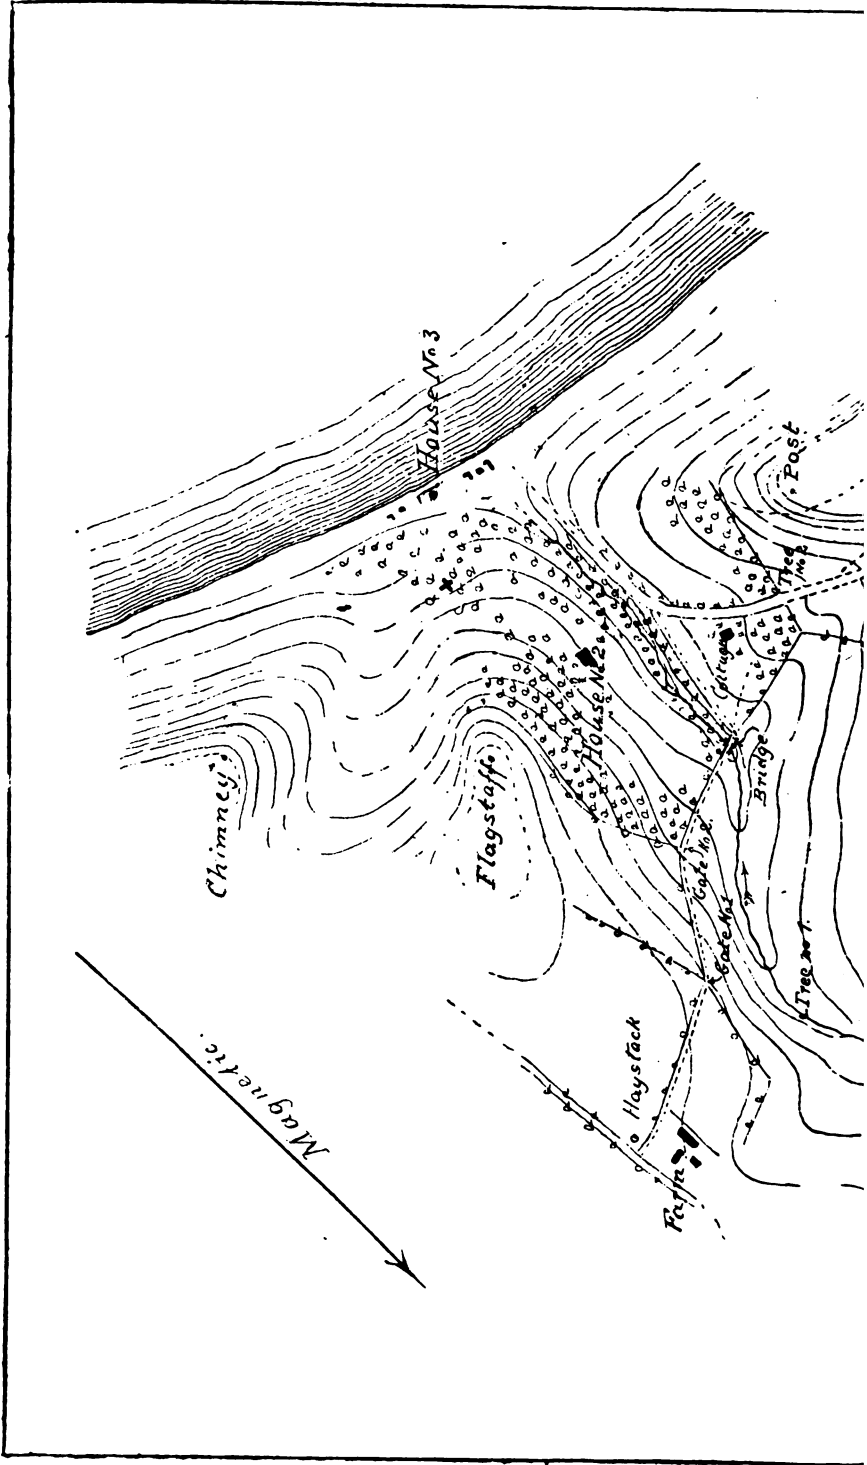 House No 3
Post
Tree No 2.
House No 2
Cottage
Bridge
Chimney
Flagstaff
Gate No 2.
Gate No 1
Tree no 1.
Haystack
Farm
Magnetic.